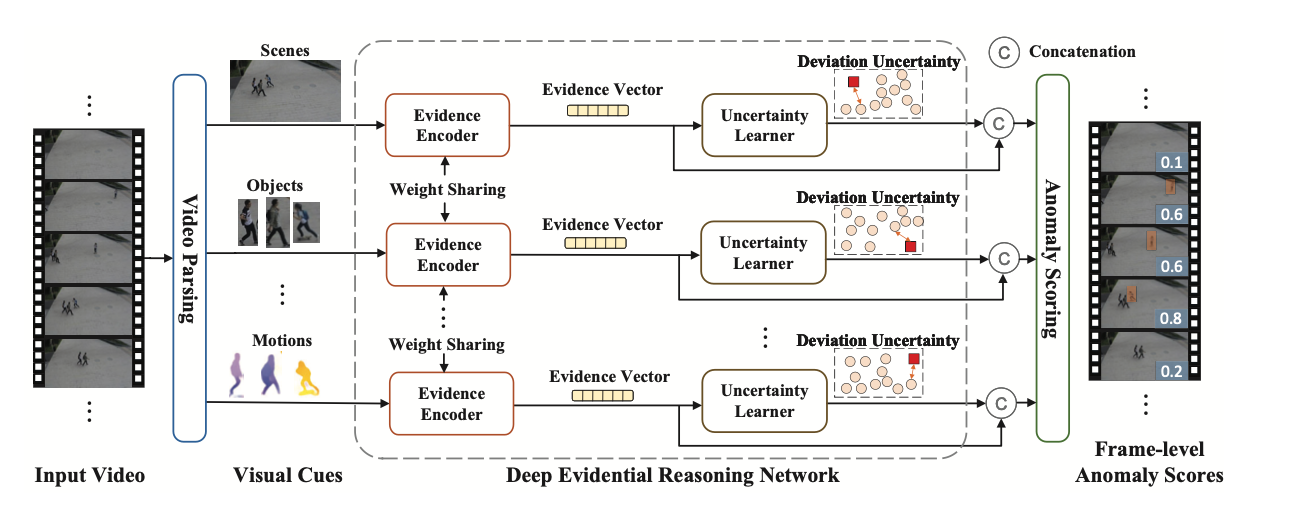 Scenes
Deviation Uncertainty
C
Concatenation
Evidence Vector
Evidence
Encoder
Uncertainty
Learner
C
Weight Sharing
Objects
Deviation Uncertainty
Evidence Vector
Evidence
Encoder
Uncertainty
Learner
C
Video Parsing
Anomaly Scoring
0.1
0.6
0.6
0.8
0.2
Motions
Weight Sharing
Deviation Uncertainty
Evidence Vector
Evidence
Encoder
Uncertainty
Learner
C
Input Video
Visual Cues
Deep Evidential Reasoning Network
Frame-level
Anomaly Scores